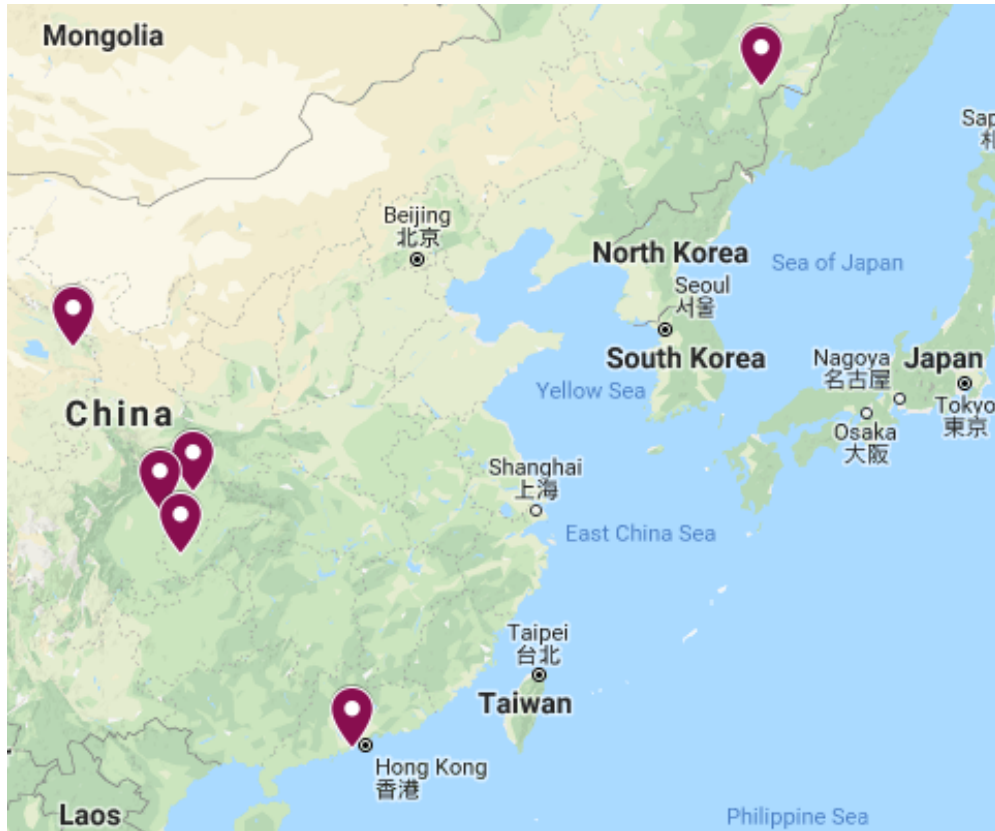 Mongolia
Sap
札
Beijing
北京
North Korea
Sea of Japan
Seoul
서울
South Korea
Nagoya
名古屋
Japan
Yellow Sea
Tokyo
東京
Osaka
大阪
China
Shanghai
上海
East China Sea
Taipei
台北
Taiwan
Hong Kong
香港
Laos
Philippine Sea